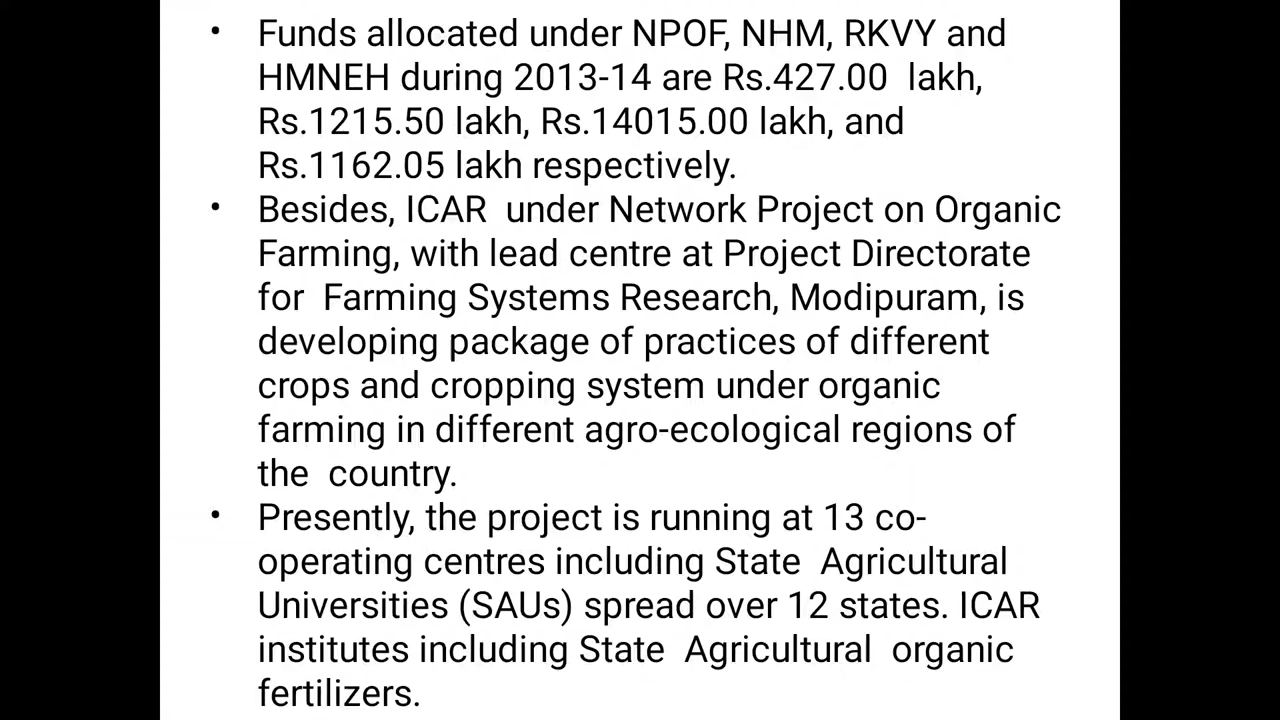 • Funds allocated under NPOF, NHM, RKVY and
HMNEH during 2013-14 are Rs.427.00  lakh,
Rs.1215.50 lakh, Rs.14015.00 lakh, and
Rs.1162.05 lakh respectively.
• Besides, ICAR  under Network Project on Organic
Farming, with lead centre at Project Directorate
for  Farming Systems Research, Modipuram, is
developing package of practices of different
crops and cropping system under organic
farming in different agro-ecological regions of
the  country.
• Presently, the project is running at 13 co-
operating centres including State  Agricultural
Universities (SAUs) spread over 12 states. ICAR
institutes including State  Agricultural  organic
fertilizers.